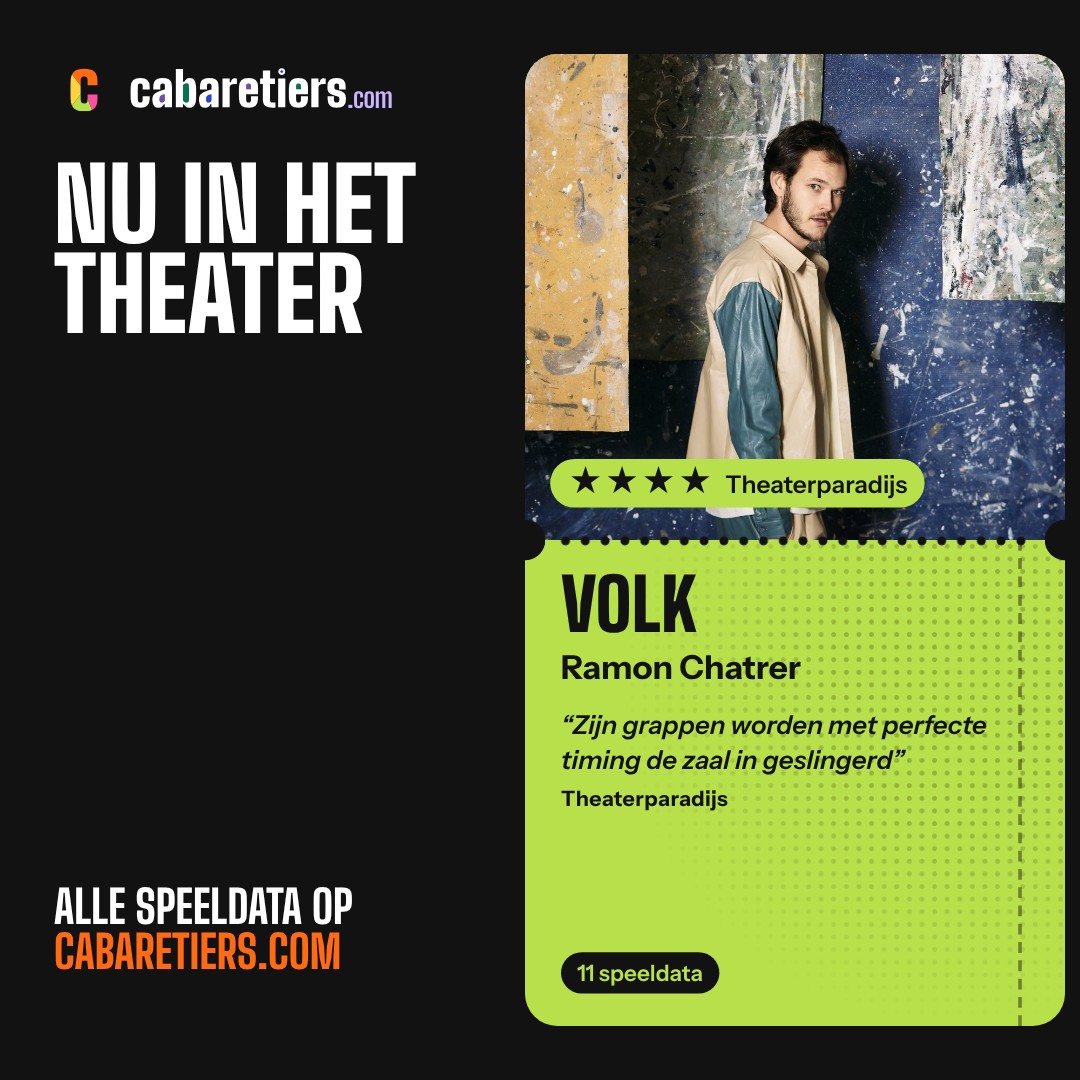 cabaretiers.com
NU IN HET
THEATER
★★★★ Theaterparadijs
VOLK
Ramon Chatrer
“Zijn grappen worden met perfecte
timing de zaal in geslingerd”
Theaterparadijs
11 speeldata
ALLE SPEELDATA OP
CABARETIERS.COM